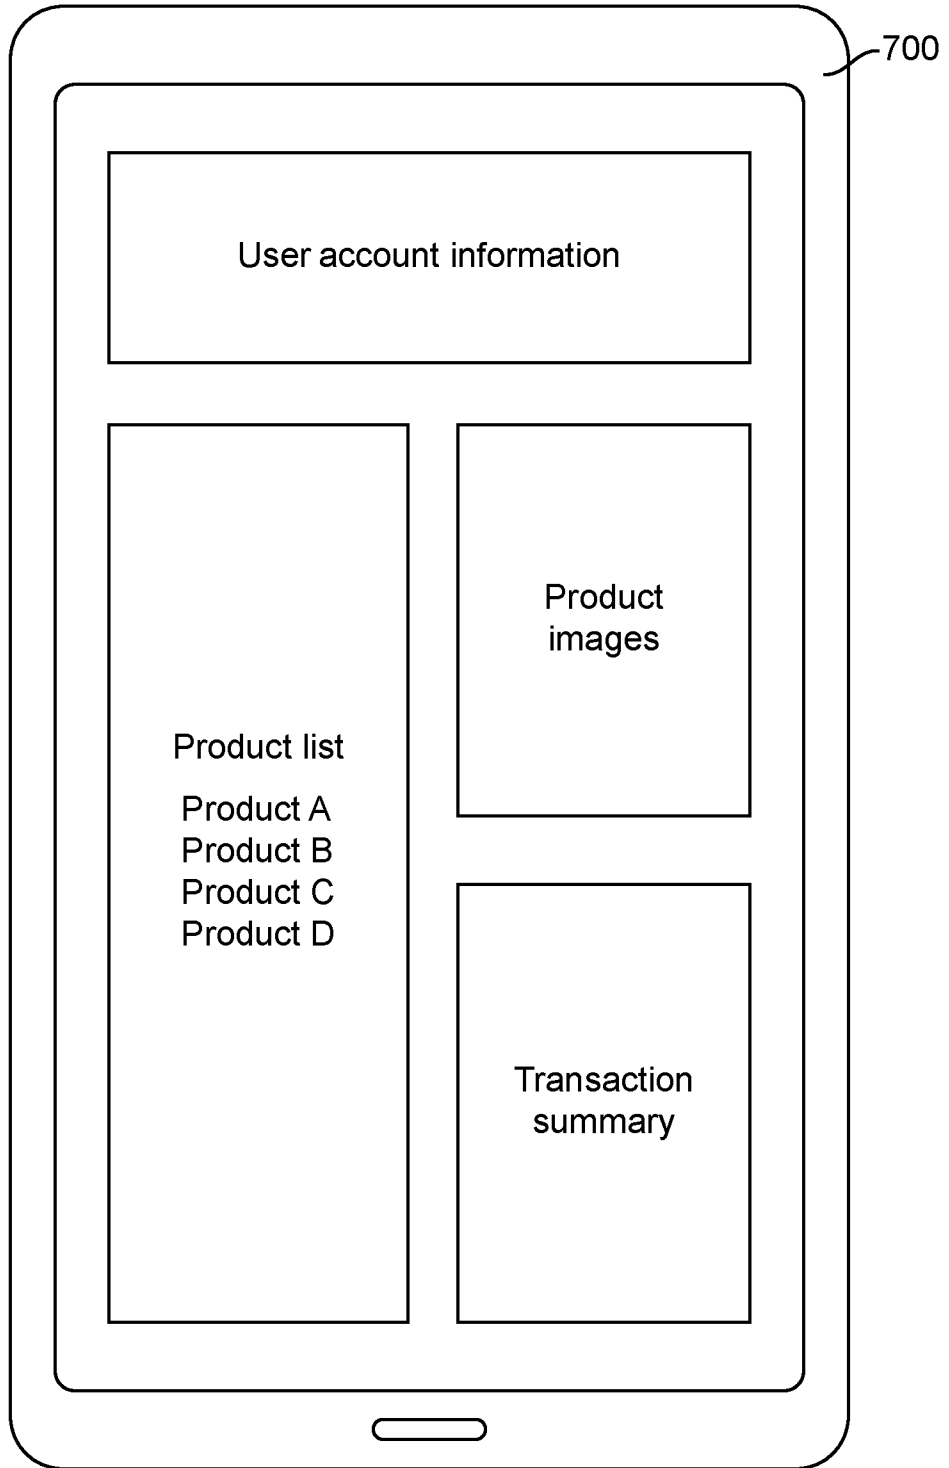 700
User account information
Product list
Product A
Product B
Product C
Product D
Product
images
Transaction
summary